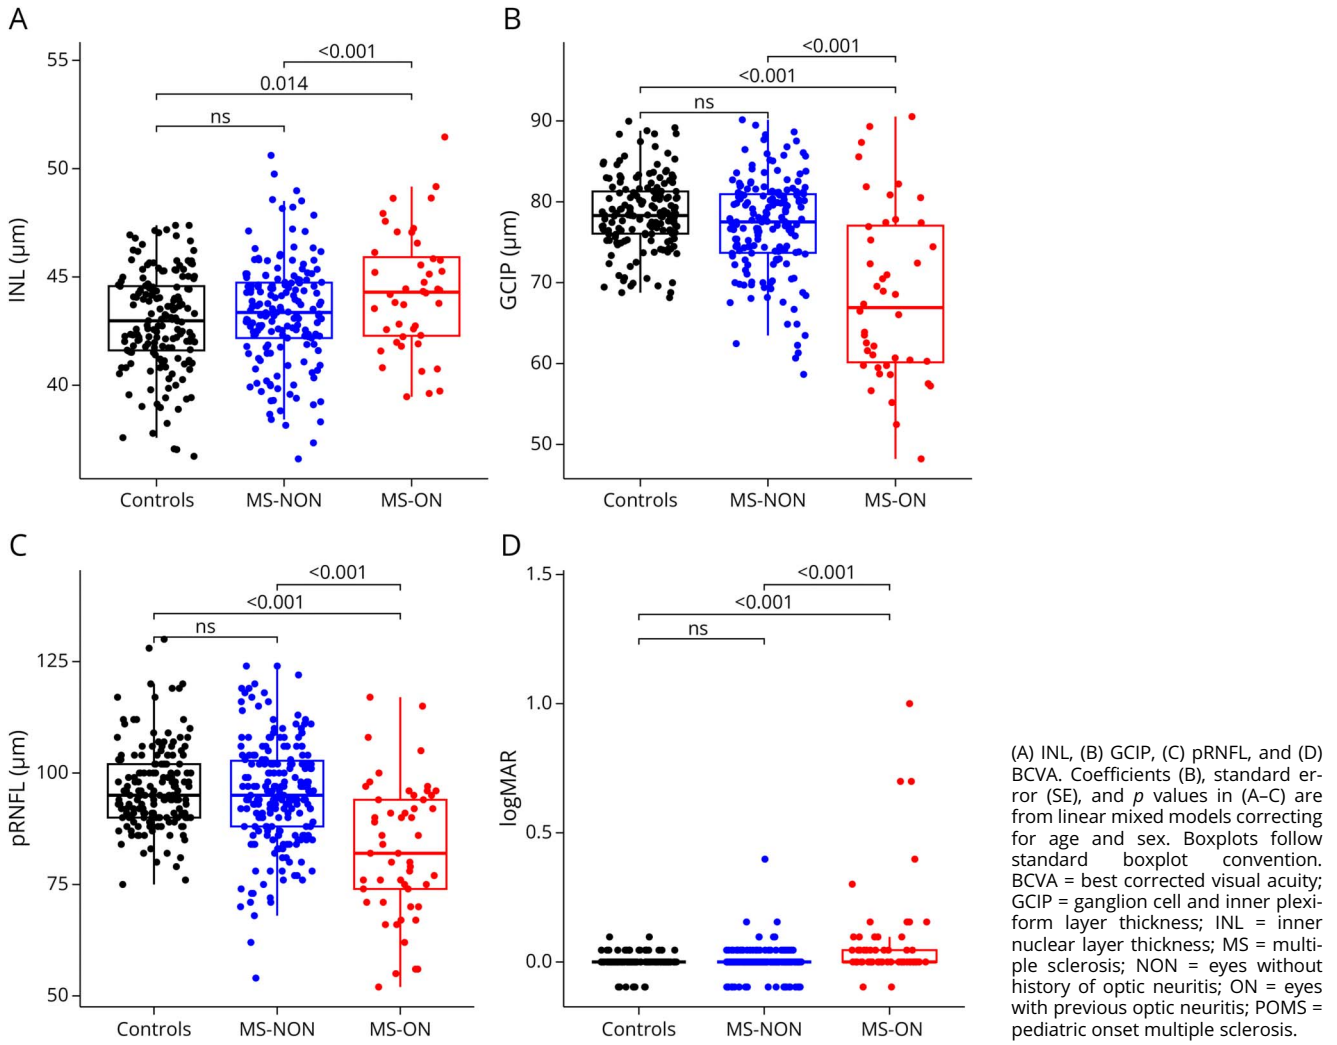 A
INL (μm)
55
50
45
40
<0.001
0.014
ns
Controls
MS-NON
MS-ON
B
GCIP (μm)
90
80
70
60
50
<0.001
<0.001
ns
Controls
MS-NON
MS-ON
C
pRNFL (μm)
125
100
75
50
<0.001
<0.001
ns
Controls
MS-NON
MS-ON
D
logMAR
1.5
1.0
0.5
0.0
<0.001
<0.001
ns
Controls
MS-NON
MS-ON
(A) INL, (B) GCIP, (C) pRNFL, and (D)
BCVA. Coefficients (B), standard er-
ror (SE), and p values in (A–C) are
from linear mixed models correcting
for age and sex. Boxplots follow
standard boxplot convention.
BCVA = best corrected visual acuity;
GCIP = ganglion cell and inner plexi-
form layer thickness; INL = inner
nuclear layer thickness; MS = multi-
ple sclerosis; NON = eyes without
history of optic neuritis; ON = eyes
with previous optic neuritis; POMS =
pediatric onset multiple sclerosis.